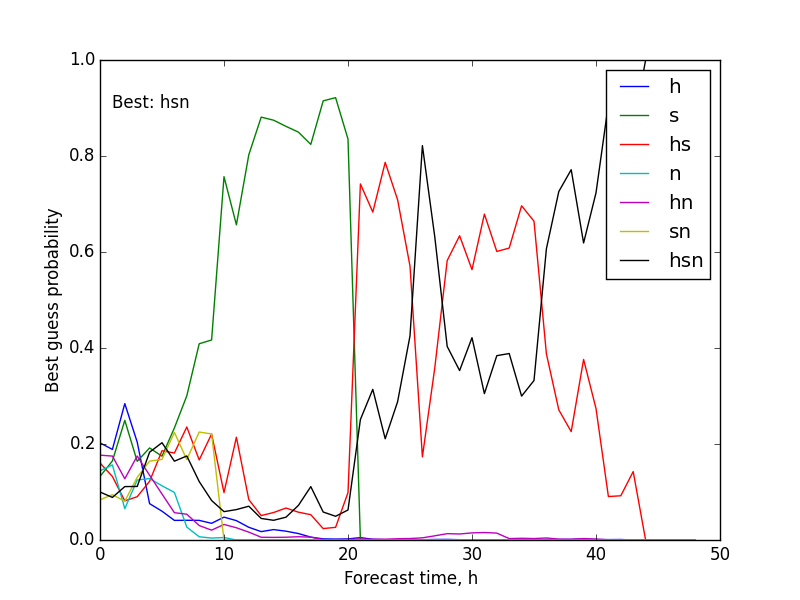 1.0
0.8
0.6
0.4
0.2
0.0
Best guess probability
Best: hsn
h
s
hs
n
hn
sn
hsn
0 10 20 30 40 50
Forecast time, h